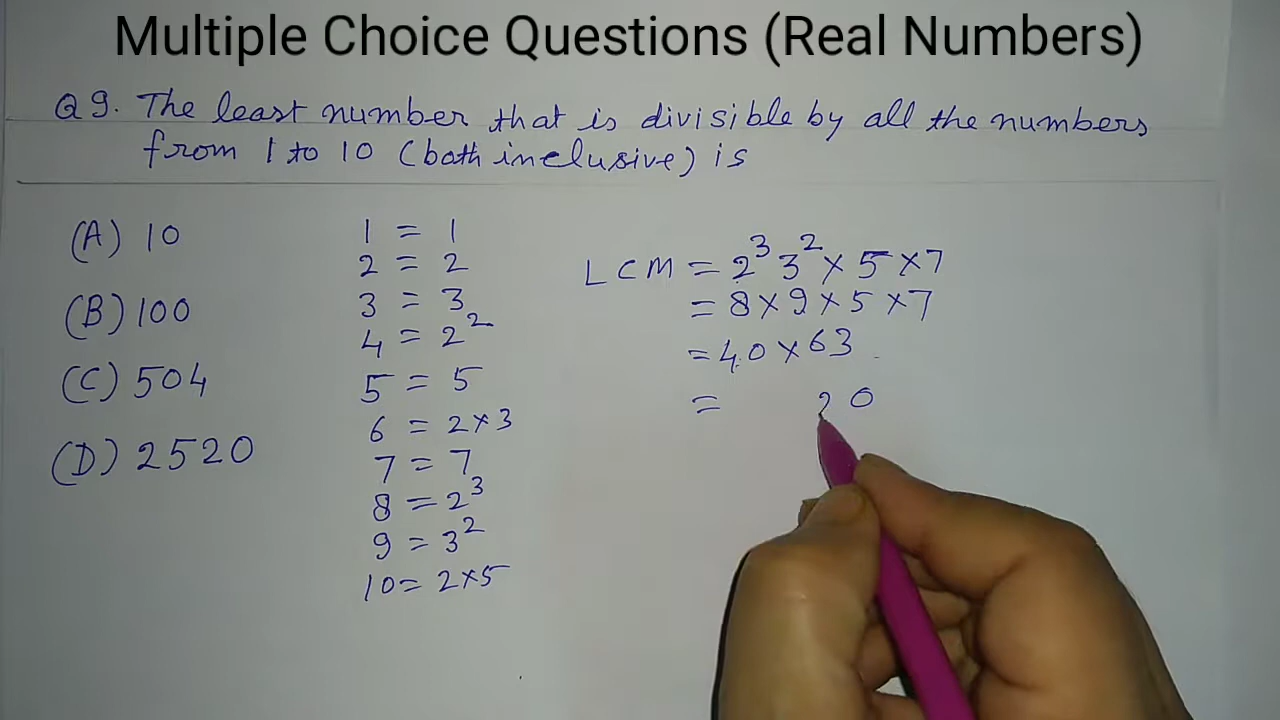 Multiple Choice Questions (Real Numbers)
Q9. The least number that is divisible by all the numbers
from 1 to 10 (both inclusive) is
(A) 10
(B) 100
(C) 504
(D) 2520
1 = 1
2 = 2
3 = 3
4 = 2²
5 = 5
6 = 2×3
7 = 7
8 = 2³
9 = 3²
10 = 2×5
LCM = 2³ 3² × 5 × 7
= 8 × 9 × 5 × 7
= 40 × 63
= 20